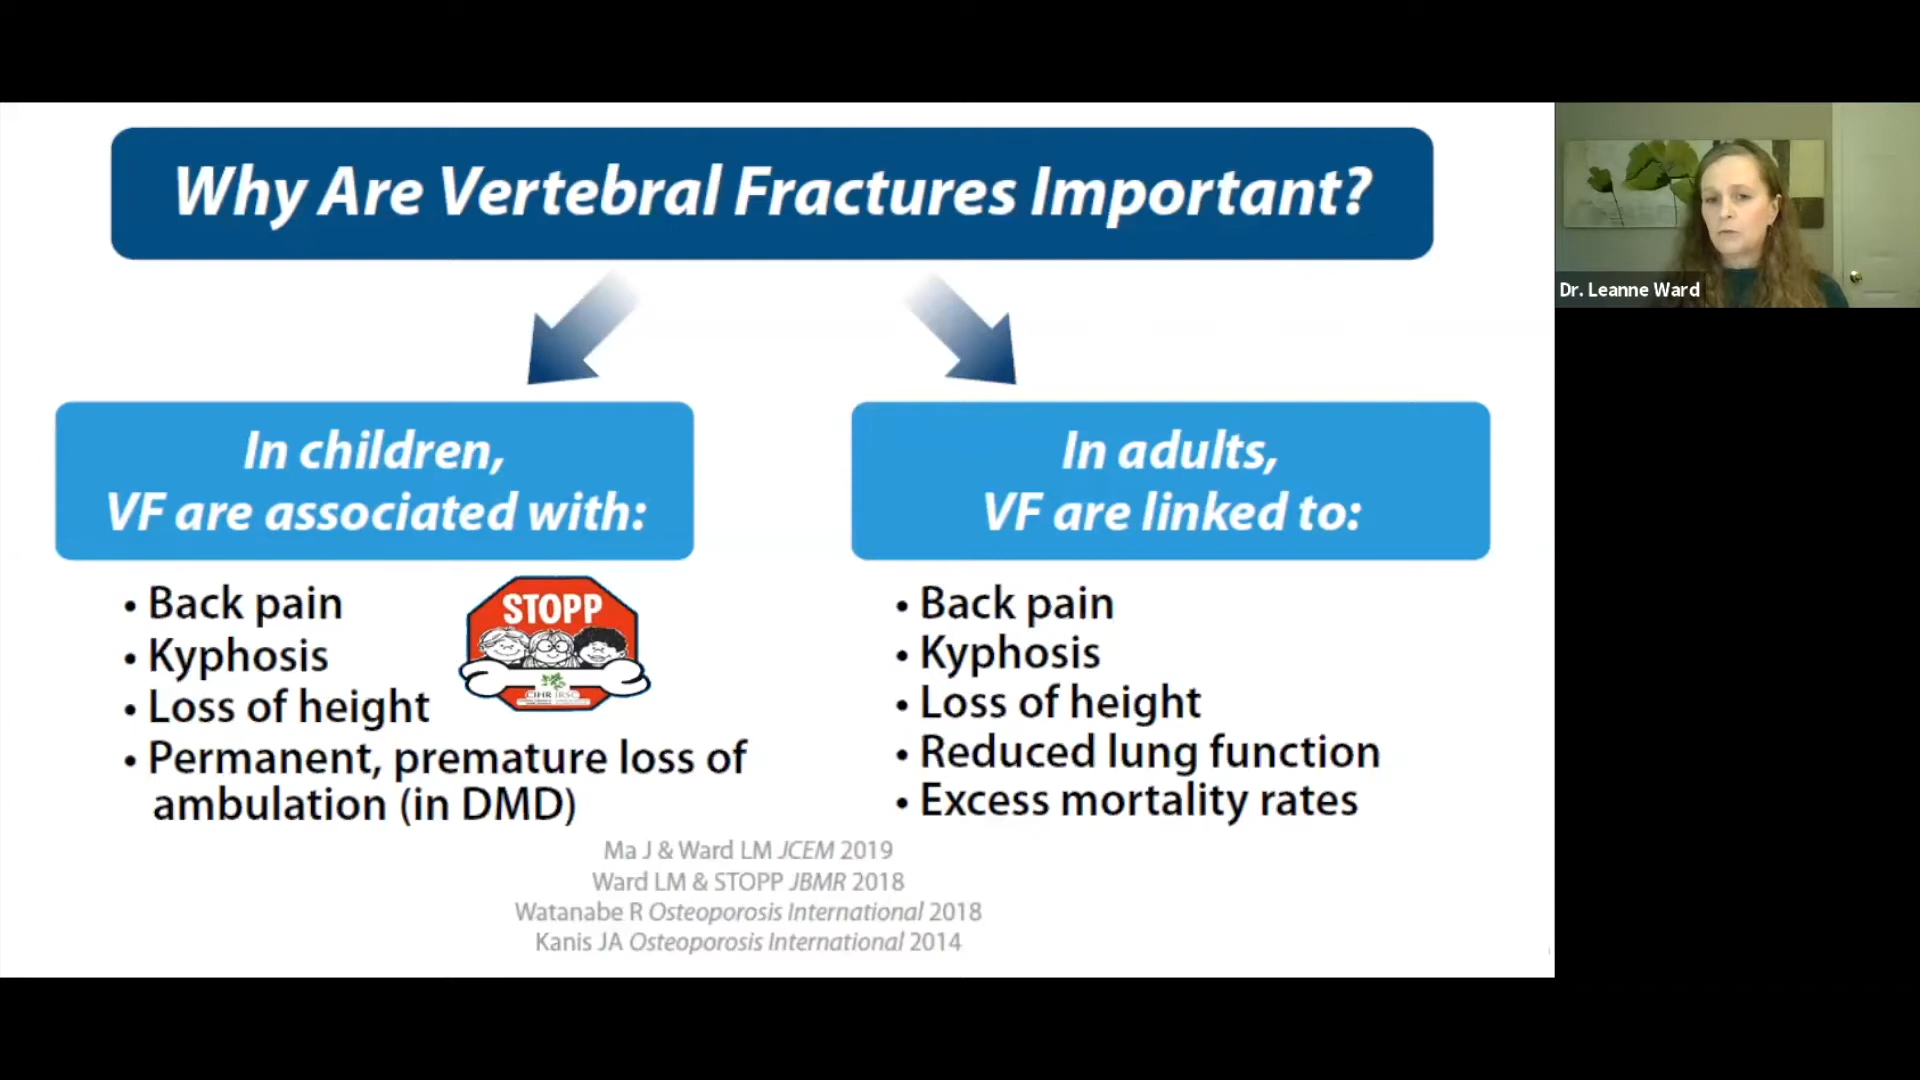 Why Are Vertebral Fractures Important?
In children,
VF are associated with:
• Back pain
• Kyphosis
• Loss of height
• Permanent, premature loss of
ambulation (in DMD)
STOPP
CIHR IRSC
In adults,
VF are linked to:
• Back pain
• Kyphosis
• Loss of height
• Reduced lung function
• Excess mortality rates
Ma J & Ward LM JCEM 2019
Ward LM & STOPP JBMR 2018
Watanabe R Osteoporosis International 2018
Kanis JA Osteoporosis International 2014
Dr. Leanne Ward